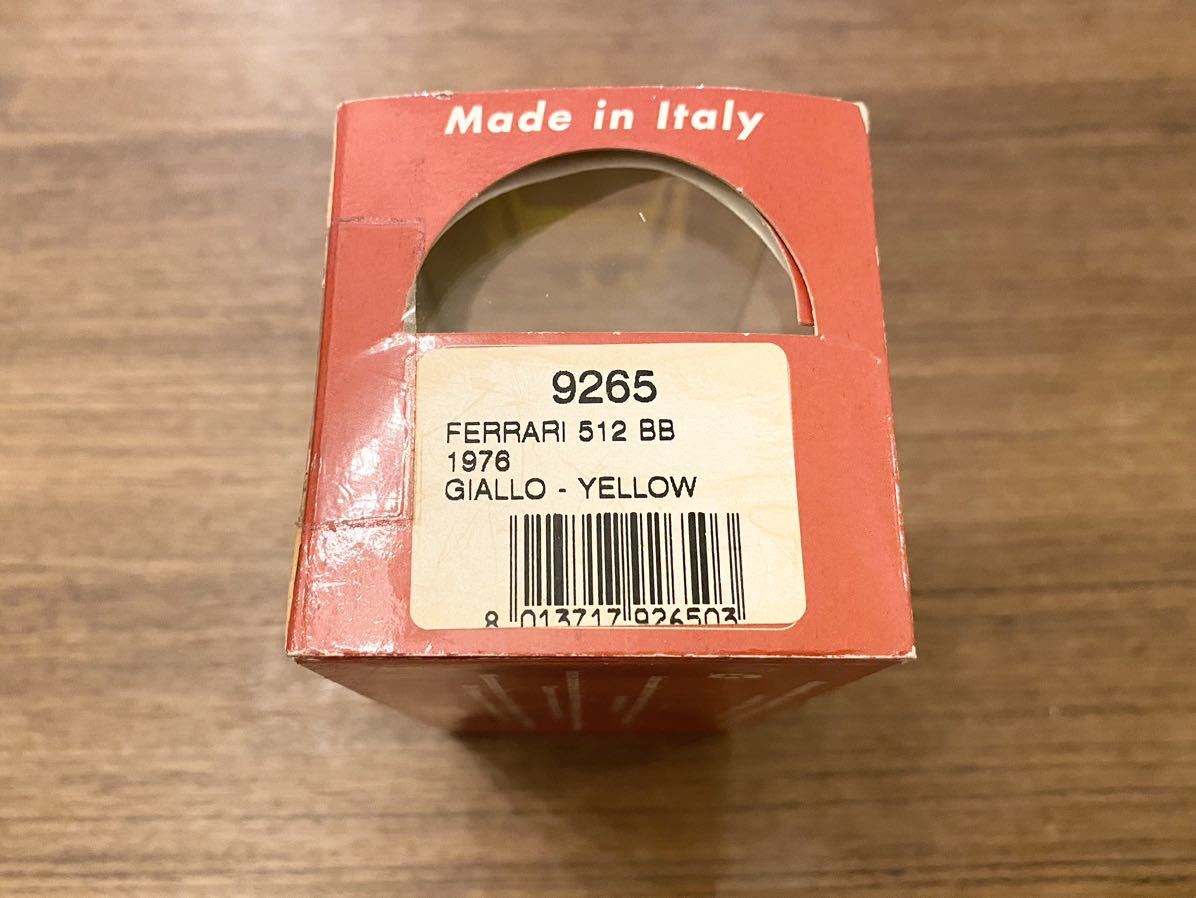 Made in Italy
9265
FERRARI 512 BB
1976
GIALLO - YELLOW
8 013717 926503